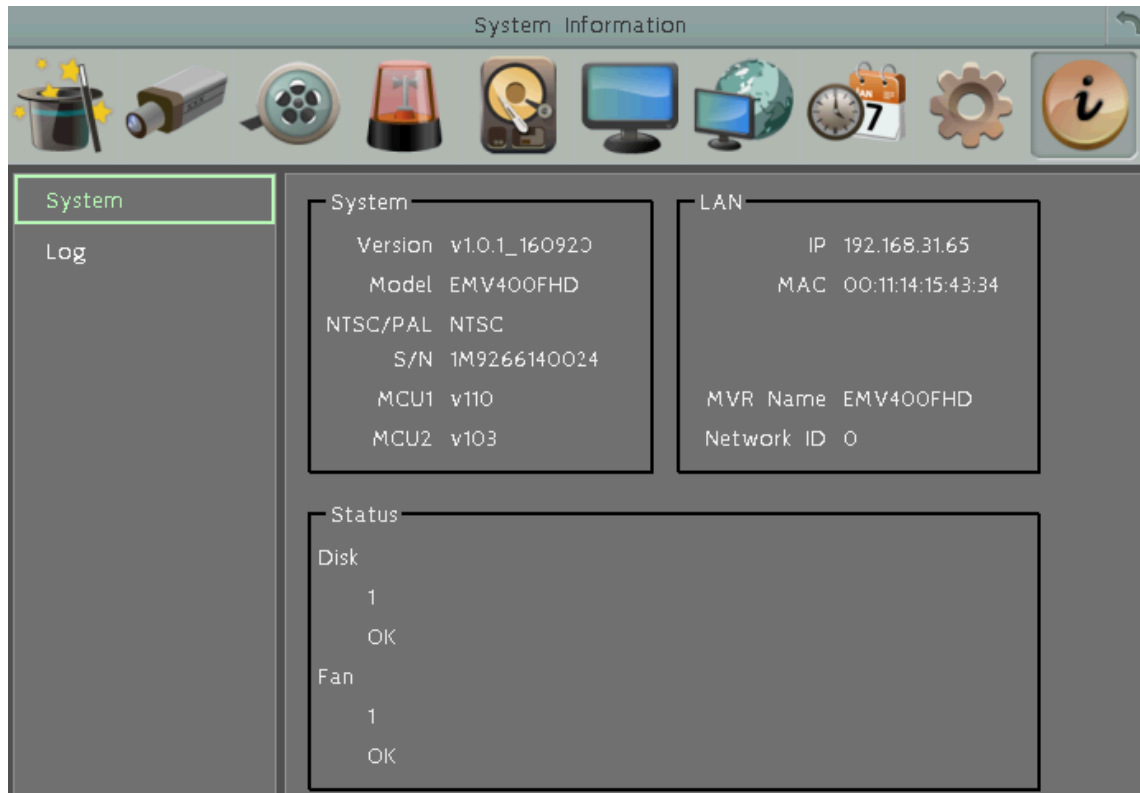 System Information
JAN
7
System
Log
System
Version v1.0.1_160920
Model EMV400FHD
NTSC/PAL NTSC
S/N 1M9266140024
MCU1 v110
MCU2 v103
LAN
IP 192.168.31.65
MAC 00:11:14:15:43:34
MVR Name EMV400FHD
Network ID 0
Status
Disk
1
OK
Fan
1
OK